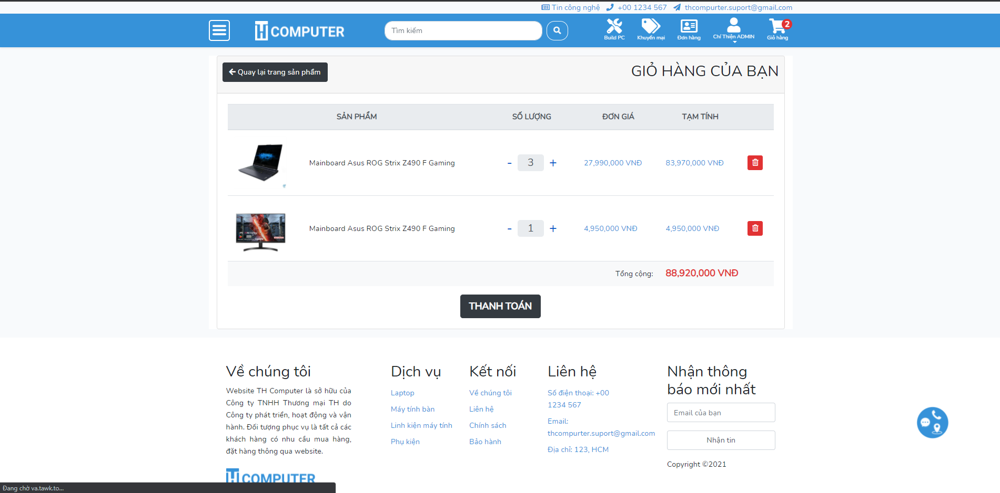 Tin công nghệ +00 1234 567 thcompurter.suport@gmail.com
TH COMPUTER
Tìm kiếm
Build PC
Khuyến mại
Đơn hàng
Chí Thiện ADMIN
2
Giỏ hàng
Quay lại trang sản phẩm
GIỎ HÀNG CỦA BẠN
SẢN PHẨM SỐ LƯỢNG ĐƠN GIÁ TẠM TÍNH
Mainboard Asus ROG Strix Z490 F Gaming - 3 + 27,990,000 VNĐ 83,970,000 VNĐ
Mainboard Asus ROG Strix Z490 F Gaming - 1 + 4,950,000 VNĐ 4,950,000 VNĐ
Tổng cộng: 88,920,000 VNĐ
THANH TOÁN
Về chúng tôi
Website TH Computer là sở hữu của
Công ty TNHH Thương mại TH do
Công ty phát triển, hoạt động và vận
hành. Đối tượng phục vụ là tất cả các
khách hàng có nhu cầu mua hàng,
đặt hàng thông qua website.
TH COMPUTER
Dịch vụ
Laptop
Máy tính bàn
Linh kiện máy tính
Phụ kiện
Kết nối
Về chúng tôi
Liên hệ
Chính sách
Bảo hành
Liên hệ
Số điện thoại: +00
1234 567
Email:
thcompurter.suport@gmail.com
Địa chỉ: 123, HCM
Nhận thông
báo mới nhất
Email của bạn
Nhận tin
Copyright ©2021
Đang chờ va.tawk.to...